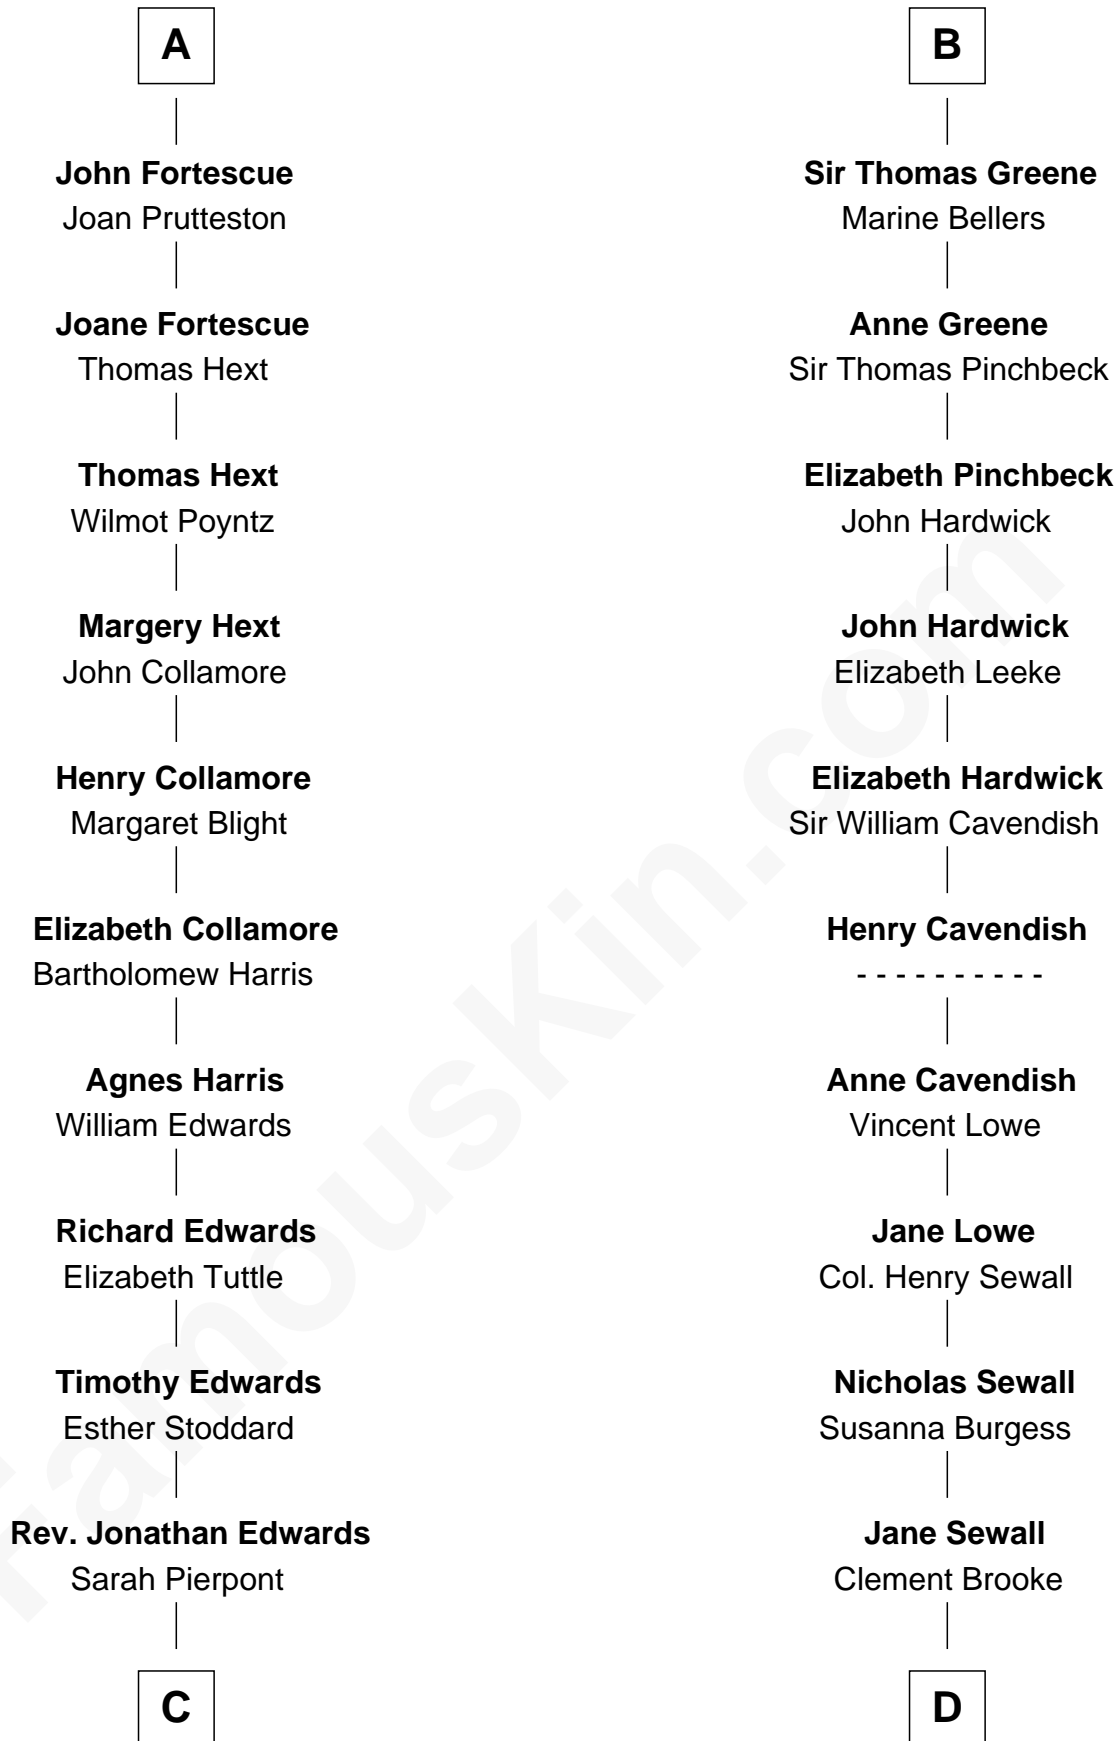 A
John Fortescue
Joan Prutteston
Joane Fortescue
Thomas Hext
Thomas Hext
Wilmot Poyntz
Margery Hext
John Collamore
Henry Collamore
Margaret Blight
Elizabeth Collamore
Bartholomew Harris
Agnes Harris
William Edwards
Richard Edwards
Elizabeth Tuttle
Timothy Edwards
Esther Stoddard
Rev. Jonathan Edwards
Sarah Pierpont
C
B
Sir Thomas Greene
Marine Bellers
Anne Greene
Sir Thomas Pinchbeck
Elizabeth Pinchbeck
John Hardwick
John Hardwick
Elizabeth Leeke
Elizabeth Hardwick
Sir William Cavendish
Henry Cavendish
- - - - - - - - - -
Anne Cavendish
Vincent Lowe
Jane Lowe
Col. Henry Sewall
Nicholas Sewall
Susanna Burgess
Jane Sewall
Clement Brooke
D
FamousKin.com